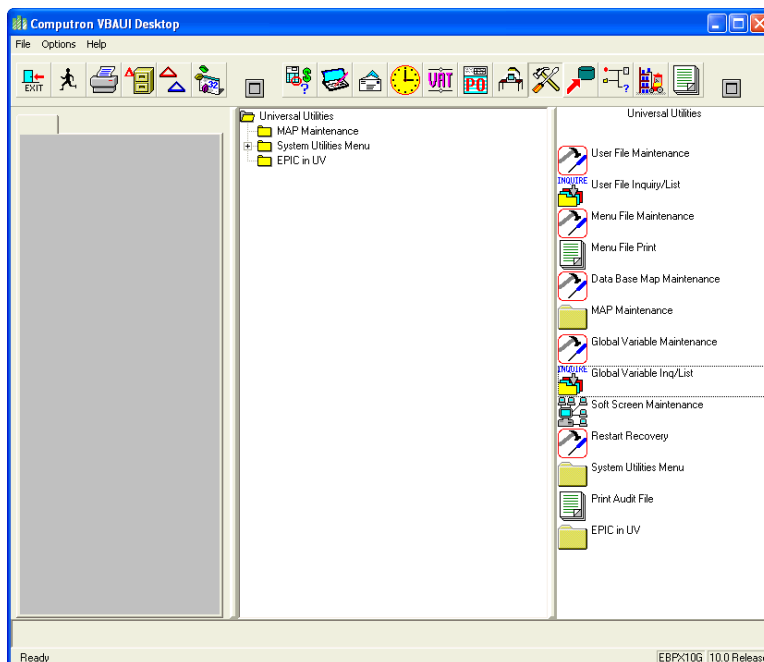 Computron VBAUI Desktop
File Options Help
EXIT
32
$
?
VAT
PO
?
Universal Utilities
MAP Maintenance
System Utilities Menu
EPIC in UV
Universal Utilities
User File Maintenance
INQUIRE
User File Inquiry/List
Menu File Maintenance
Menu File Print
Data Base Map Maintenance
MAP Maintenance
Global Variable Maintenance
INQUIRE
Global Variable Inq/List
Soft Screen Maintenance
Restart Recovery
System Utilities Menu
Print Audit File
EPIC in UV
Ready
EBPX10G 10.0 Release